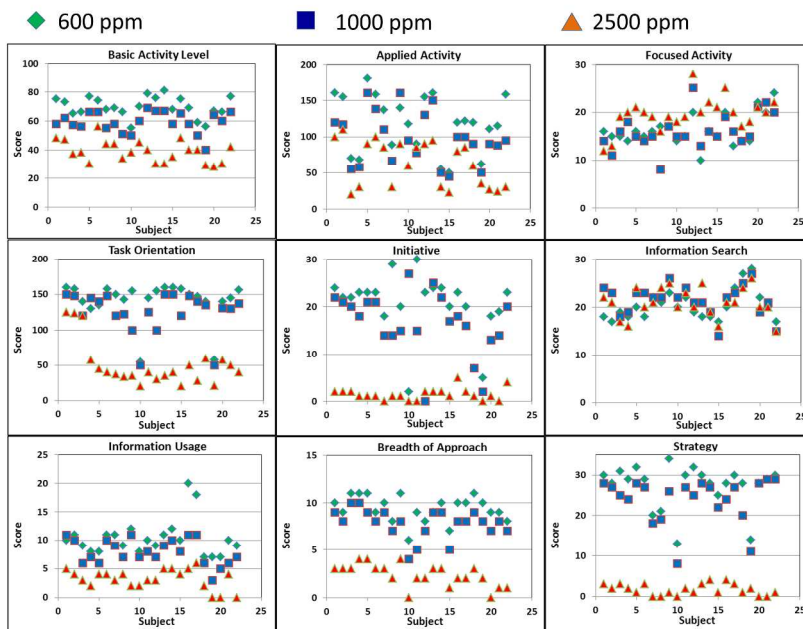 600 ppm
1000 ppm
2500 ppm
Basic Activity Level
Score
100
80
60
40
20
0
0 5 10 15 20 25
Subject
Applied Activity
Score
200
150
100
50
0
0 5 10 15 20 25
Subject
Focused Activity
Score
30
20
10
0
0 5 10 15 20 25
Subject
Task Orientation
Score
200
150
100
50
0
0 5 10 15 20 25
Subject
Initiative
Score
30
20
10
0
0 5 10 15 20 25
Subject
Information Search
Score
30
20
10
0
0 5 10 15 20 25
Subject
Information Usage
Score
25
20
15
10
5
0
0 5 10 15 20 25
Subject
Breadth of Approach
Score
15
10
5
0
0 5 10 15 20 25
Subject
Strategy
Score
35
30
25
20
15
10
5
0
0 5 10 15 20 25
Subject